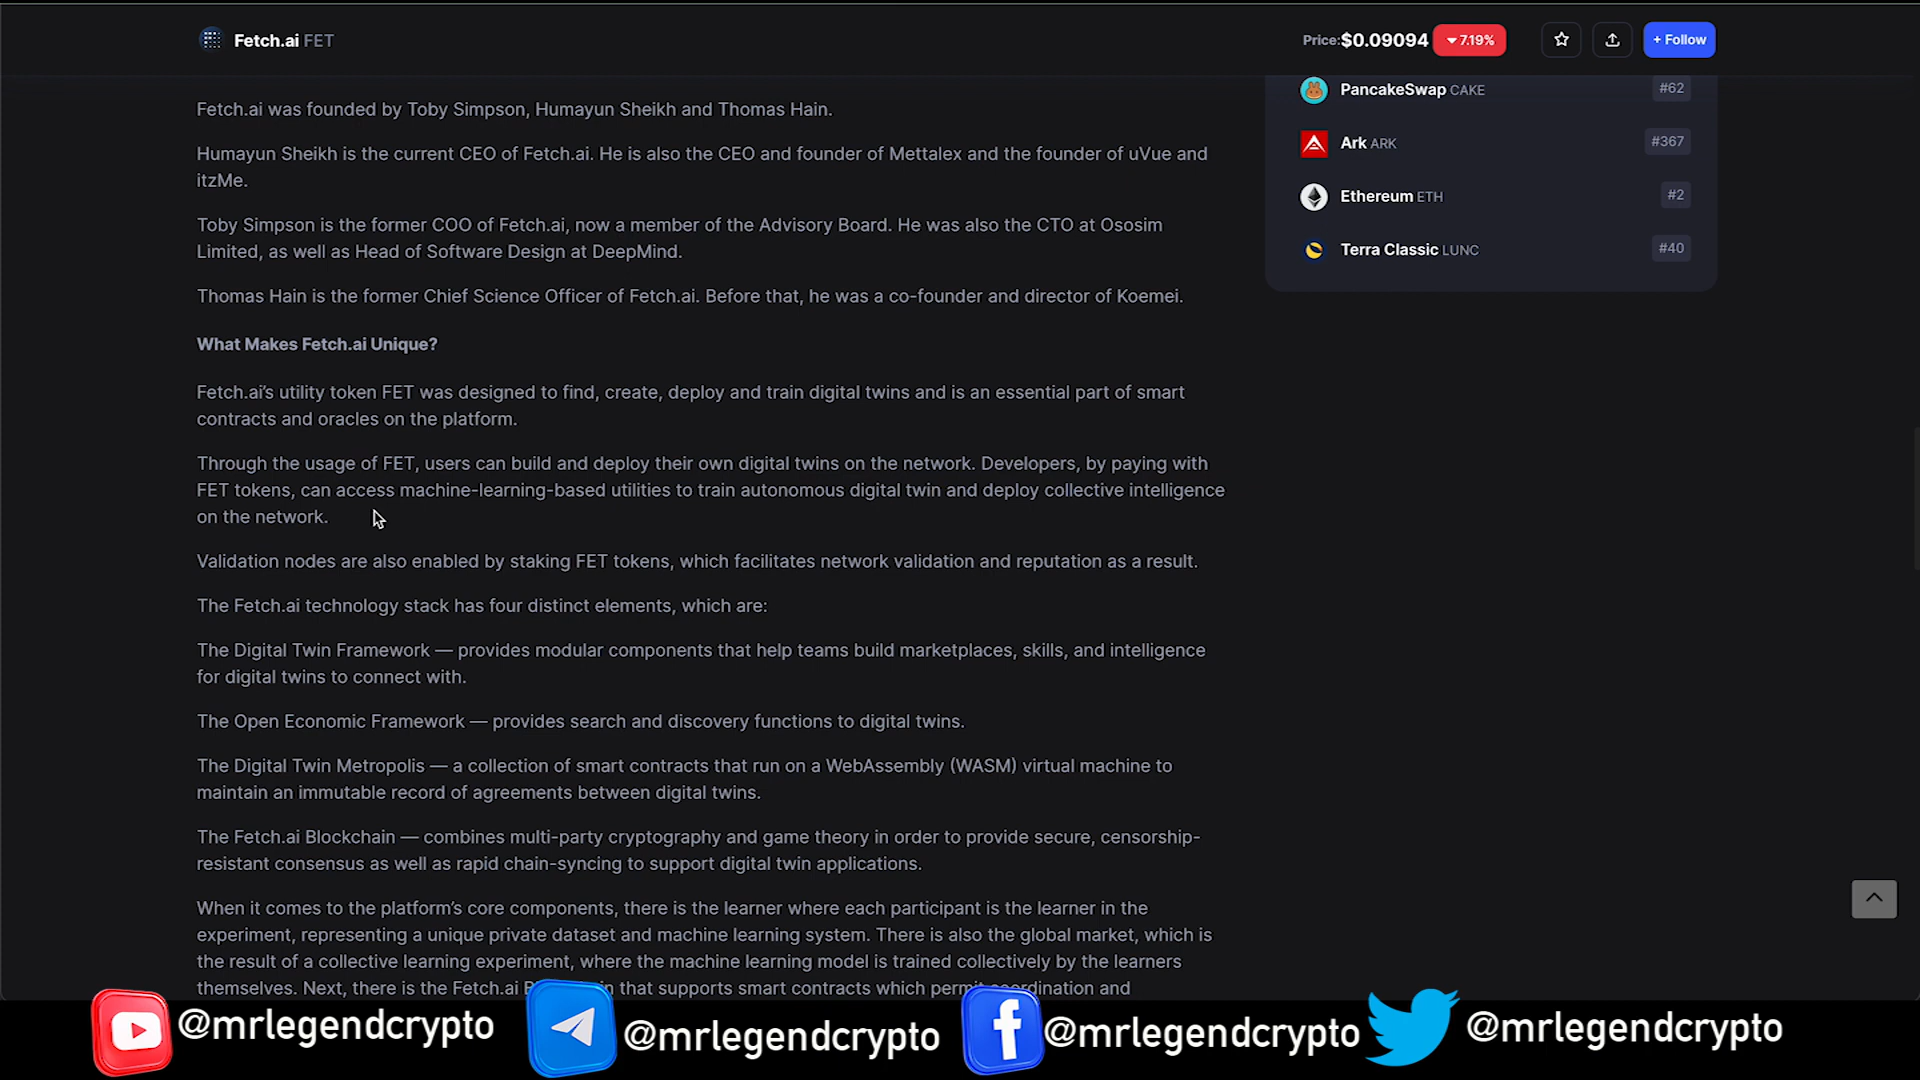 Fetch.ai FET
Price:$0.09094 7.19%
+ Follow
Fetch.ai was founded by Toby Simpson, Humayun Sheikh and Thomas Hain.
Humayun Sheikh is the current CEO of Fetch.ai. He is also the CEO and founder of Mettalex and the founder of uVue and
itzMe.
Toby Simpson is the former COO of Fetch.ai, now a member of the Advisory Board. He was also the CTO at Ososim
Limited, as well as Head of Software Design at DeepMind.
Thomas Hain is the former Chief Science Officer of Fetch.ai. Before that, he was a co-founder and director of Koemei.
What Makes Fetch.ai Unique?
Fetch.ai’s utility token FET was designed to find, create, deploy and train digital twins and is an essential part of smart
contracts and oracles on the platform.
Through the usage of FET, users can build and deploy their own digital twins on the network. Developers, by paying with
FET tokens, can access machine-learning-based utilities to train autonomous digital twin and deploy collective intelligence
on the network.
Validation nodes are also enabled by staking FET tokens, which facilitates network validation and reputation as a result.
The Fetch.ai technology stack has four distinct elements, which are:
The Digital Twin Framework — provides modular components that help teams build marketplaces, skills, and intelligence
for digital twins to connect with.
The Open Economic Framework — provides search and discovery functions to digital twins.
The Digital Twin Metropolis — a collection of smart contracts that run on a WebAssembly (WASM) virtual machine to
maintain an immutable record of agreements between digital twins.
The Fetch.ai Blockchain — combines multi-party cryptography and game theory in order to provide secure, censorship-
resistant consensus as well as rapid chain-syncing to support digital twin applications.
When it comes to the platform’s core components, there is the learner where each participant is the learner in the
experiment, representing a unique private dataset and machine learning system. There is also the global market, which is
the result of a collective learning experiment, where the machine learning model is trained collectively by the learners
themselves. Next, there is the Fetch.ai that supports smart contracts which permit coordination and
PancakeSwap CAKE #62
Ark ARK #367
Ethereum ETH #2
Terra Classic LUNC #40
@mrlegendcrypto
@mrlegendcrypto
@mrlegendcrypto
@mrlegendcrypto